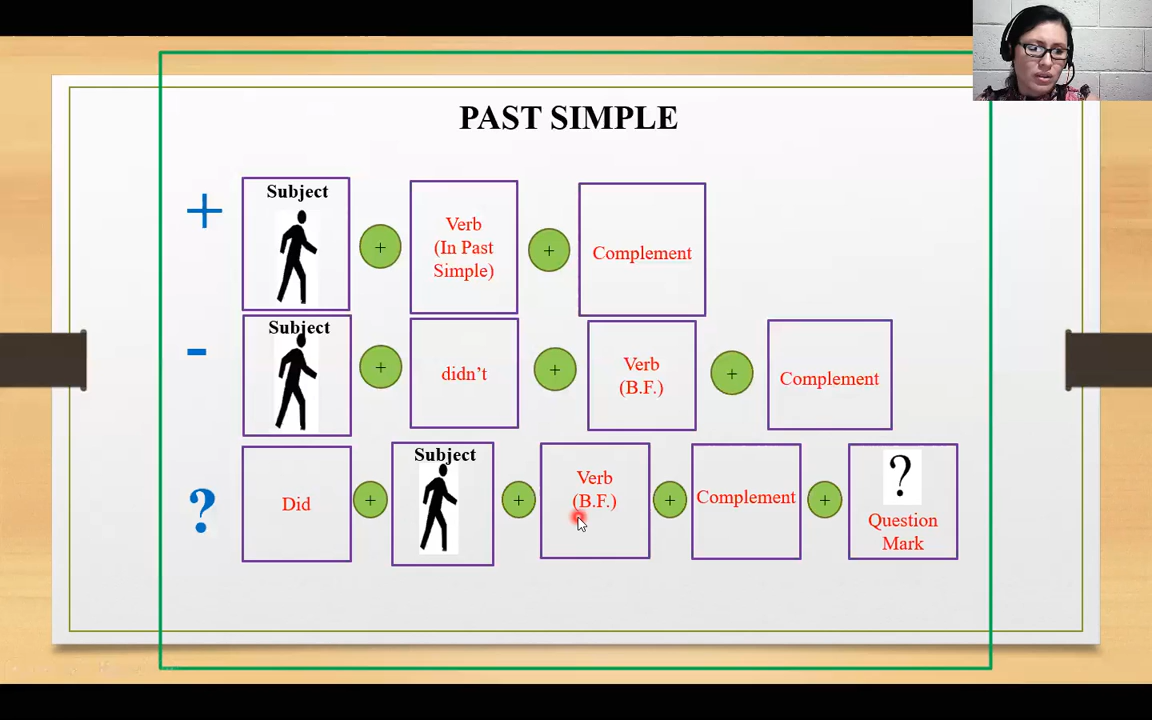 PAST SIMPLE
+
Subject
+
Verb
(In Past
Simple)
+
Complement
-
Subject
+
didn't
+
Verb
(B.F.)
+
Complement
?
Did
+
Subject
+
Verb
(B.F.)
+
Complement
+
?
Question
Mark